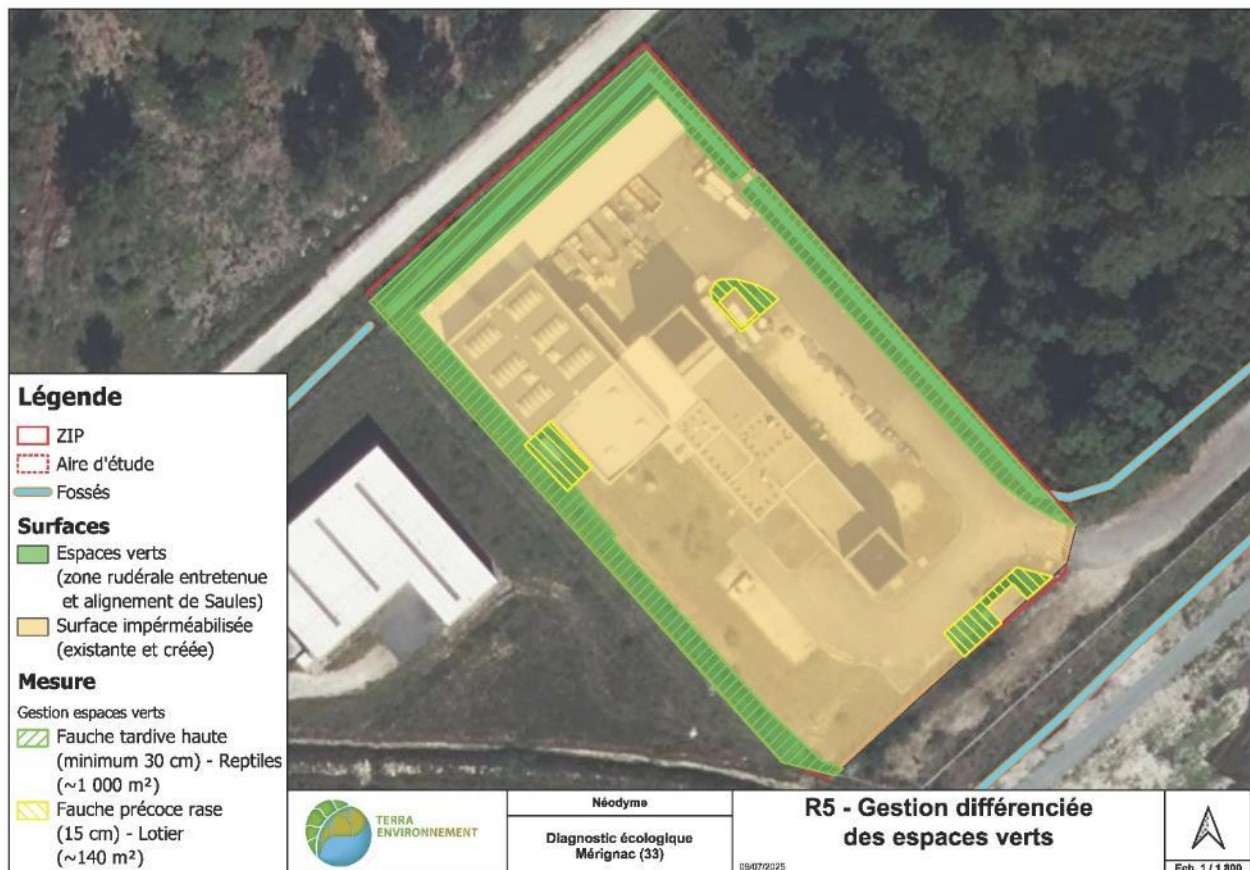 Légende
ZIP
Aire d'étude
Fossés
Surfaces
Espaces verts
(zone rudérale entretenue
et alignement de Saules)
Surface impérméabilisée
(existante et créée)
Mesure
Gestion espaces verts
Fauche tardive haute
(minimum 30 cm) - Reptiles
(~1 000 m²)
Fauche précoce rase
(15 cm) - Lotier
(~140 m²)
TERRA
ENVIRONNEMENT
Néodyme
Diagnostic écologique
Mérignac (33)
R5 - Gestion différenciée
des espaces verts
09/07/2025
Ech. 1 / 1 800